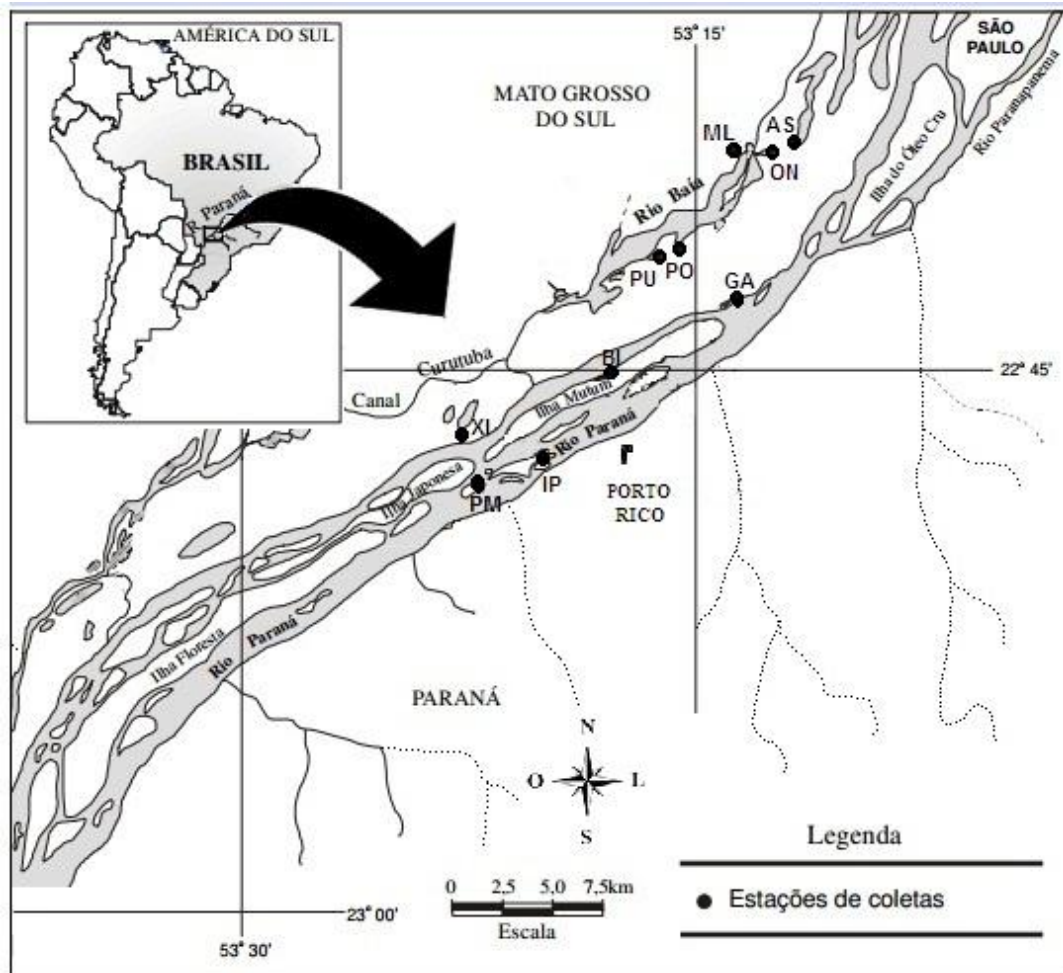 AMÉRICA DO SUL
BRASIL
Paraná
53° 15'
SÃO
PAULO
MATO GROSSO
DO SUL
ML
AS
ON
Rio Baía
Ilha do Óleo Cru
Rio Paranapanema
PU
PO
GA
Canal
Curutuba
BI
22° 45'
Ilha Mutum
XI
Rio Paraná
IP
PORTO
RICO
Ilha Japonesa
PM
Ilha Floresta
Rio Paraná
PARANÁ
N
O
L
S
0 2,5 5,0 7,5km
Escala
23° 00'
53° 30'
Legenda
Estações de coletas